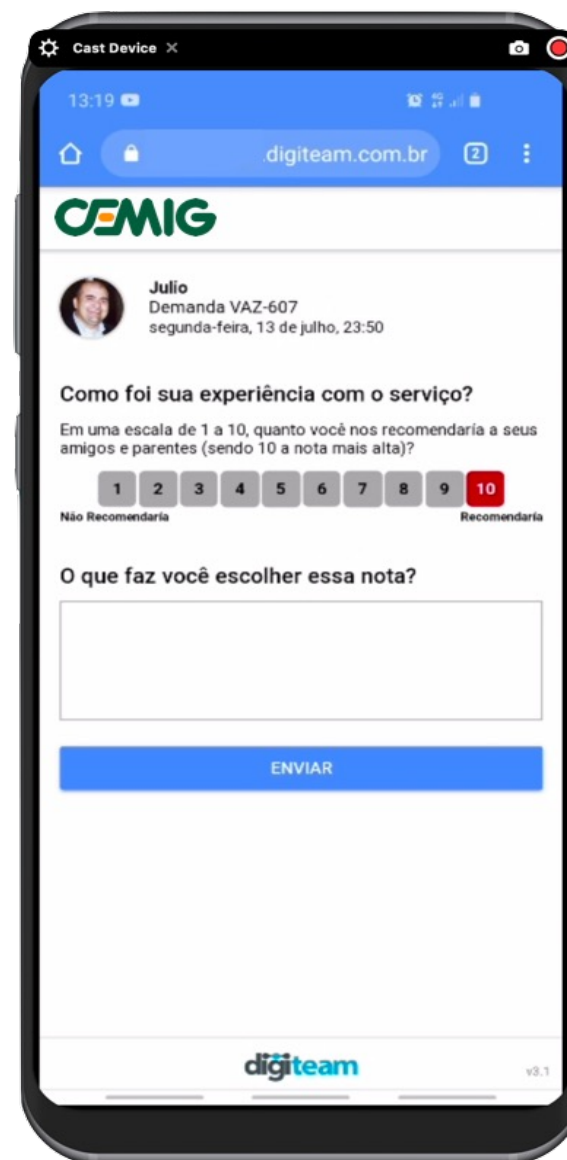 Cast Device
13:19
.digiteam.com.br 2
CEMIG
Julio
Demanda VAZ-607
segunda-feira, 13 de julho, 23:50
Como foi sua experiência com o serviço?
Em uma escala de 1 a 10, quanto você nos recomendaría a seus
amigos e parentes (sendo 10 a nota mais alta)?
1 2 3 4 5 6 7 8 9 10
Não Recomendaría Recomendaría
O que faz você escolher essa nota?
ENVIAR
digiteam v3.1